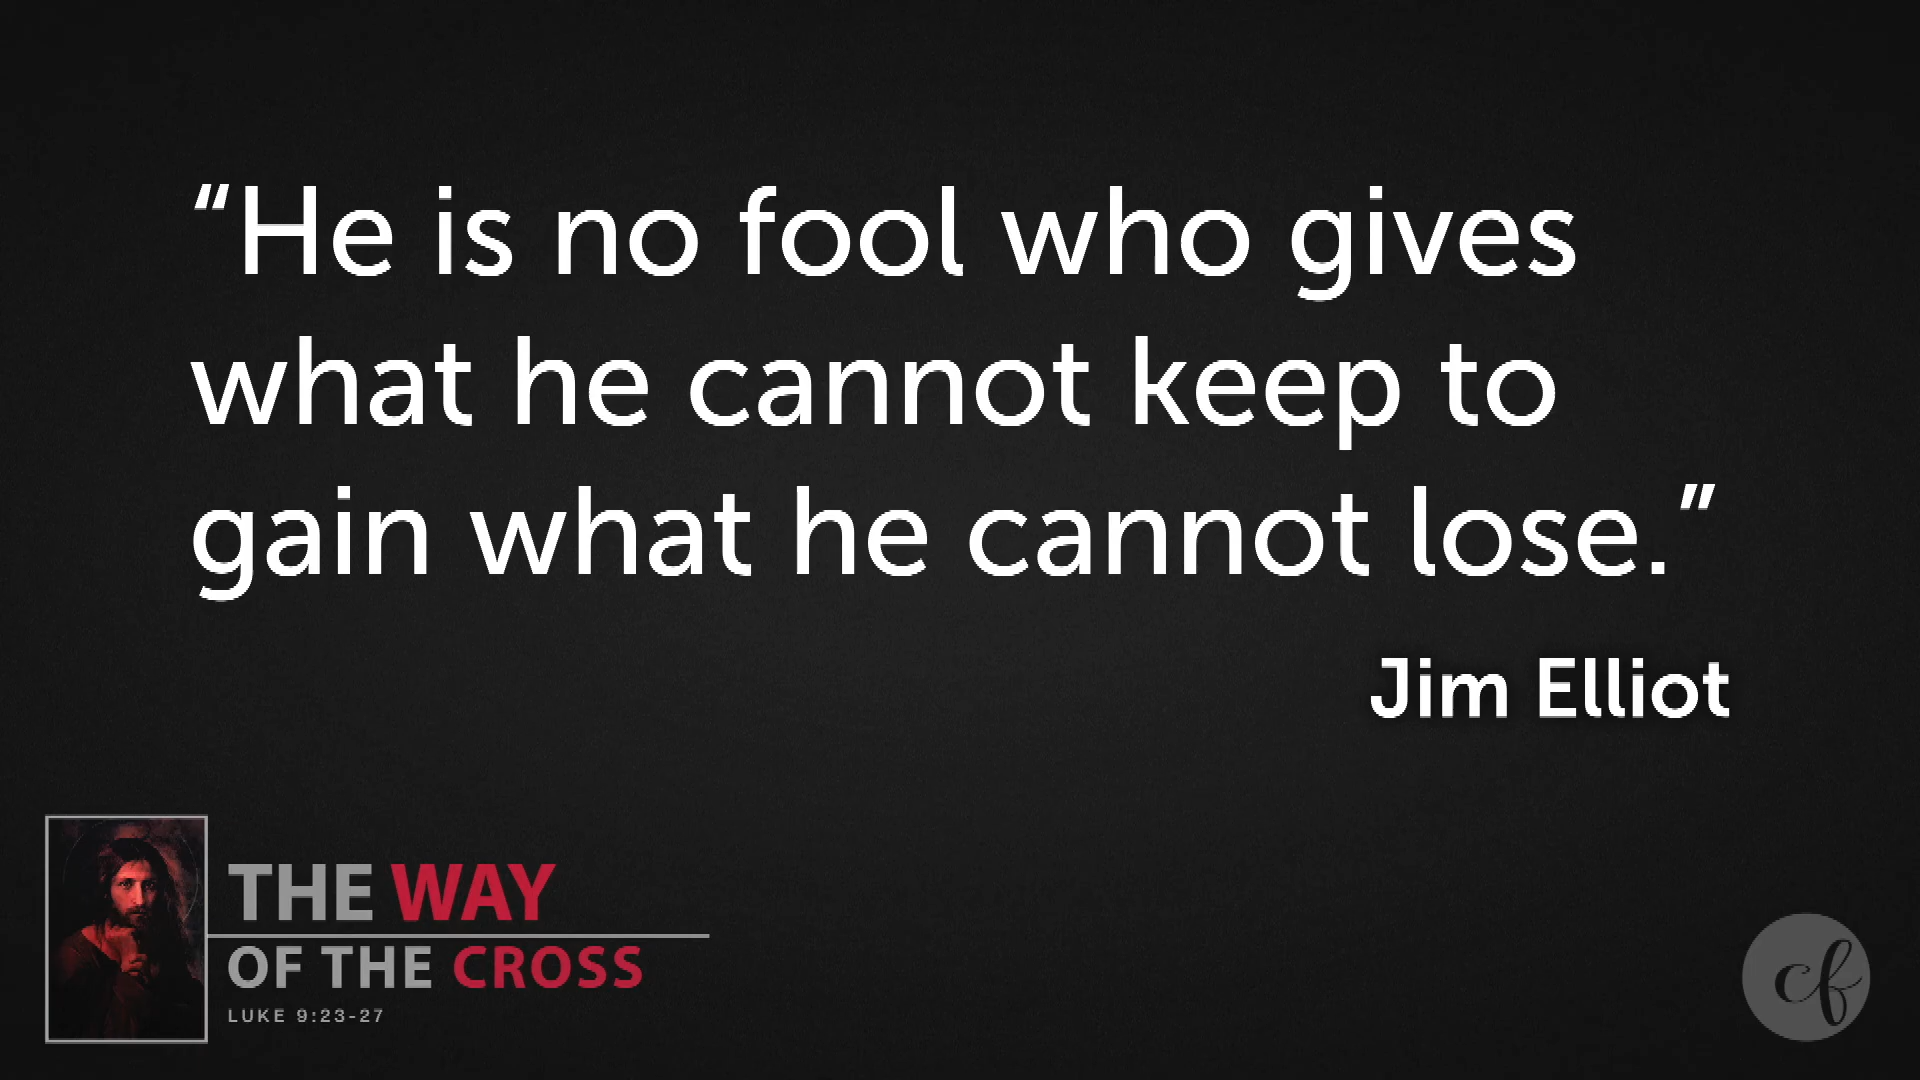 “He is no fool who gives
what he cannot keep to
gain what he cannot lose.”
Jim Elliot
THE WAY
OF THE CROSS
LUKE 9:23-27
cf